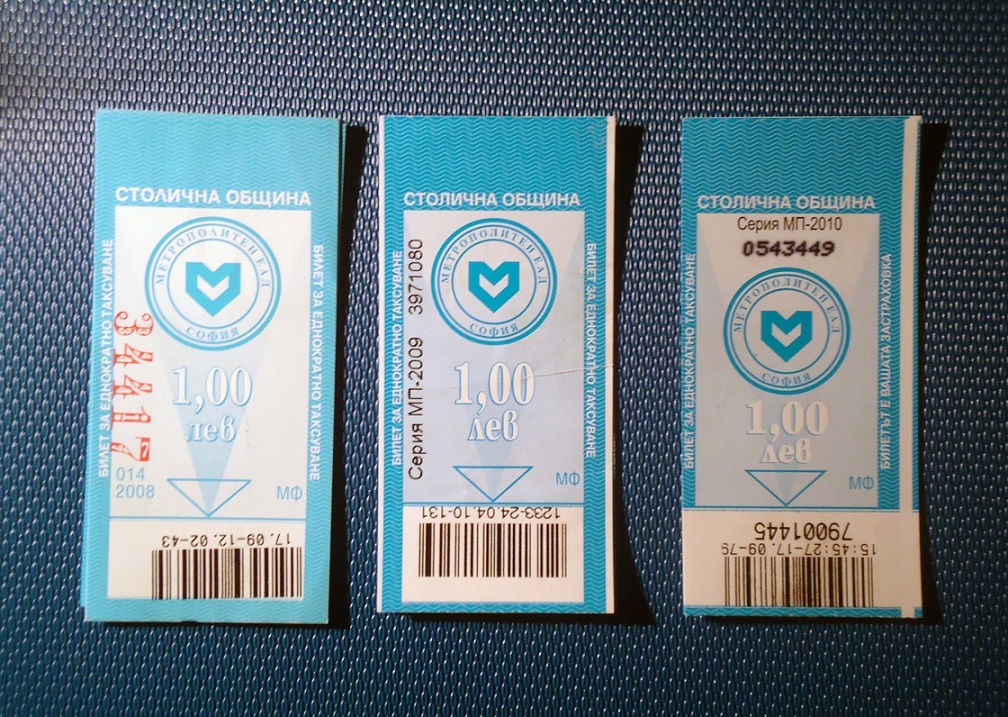 СТОЛИЧНА ОБЩИНА
БИЛЕТ ЗА ЕДНОКРАТНО ТАКСУВАНЕ
МЕТРОПОЛИТЕН ЕАД
СОФИЯ
34417
1,00
лев
014
2008
МФ
БИЛЕТ ЗА ЕДНОКРАТНО ТАКСУВАНЕ
17. 09-12. 02-43
СТОЛИЧНА ОБЩИНА
БИЛЕТ ЗА ЕДНОКРАТНО ТАКСУВАНЕ
Серия МП-2009 3971080
МЕТРОПОЛИТЕН ЕАД
СОФИЯ
1,00
лев
МФ
БИЛЕТ ЗА ЕДНОКРАТНО ТАКСУВАНЕ
1233-24.04.10-131
СТОЛИЧНА ОБЩИНА
Серия МП-2010
0543449
БИЛЕТ ЗА ЕДНОКРАТНО ТАКСУВАНЕ
МЕТРОПОЛИТЕН ЕАД
СОФИЯ
1,00
лев
МФ
БИЛЕТЪТ Е ВАШАТА ЗАСТРАХОВКА
79001445
15:45:27-17. 09-79